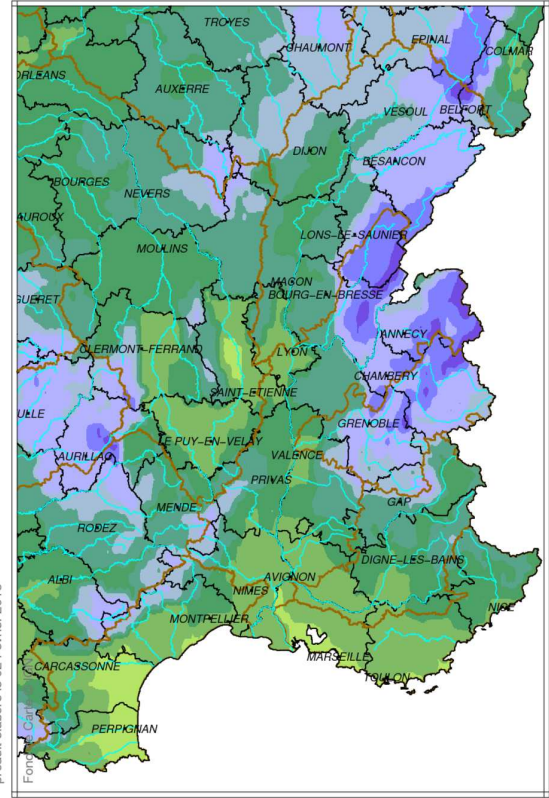 TROYES
CHAUMONT
EPINAL
COLMAR
ORLEANS
AUXERRE
VESOUL
BELFORT
DIJON
BESANCON
BOURGES
NEVERS
AUROUX
LONS-LE-SAUNIER
MOULINS
MACON
BOURG-EN-BRESSE
GUERET
ANNECY
CLERMONT-FERRAND
LYON
CHAMBERY
SAINT-ETIENNE
ULLE
GRENOBLE
LE PUY-EN-VELAY
AURILLAC
VALENCE
PRIVAS
MENDE
GAP
RODEZ
DIGNE-LES-BAINS
ALBI
AVIGNON
NIMES
NICE
MONTPELLIER
MARSEILLE
CARCASSONNE
TOULON
PERPIGNAN